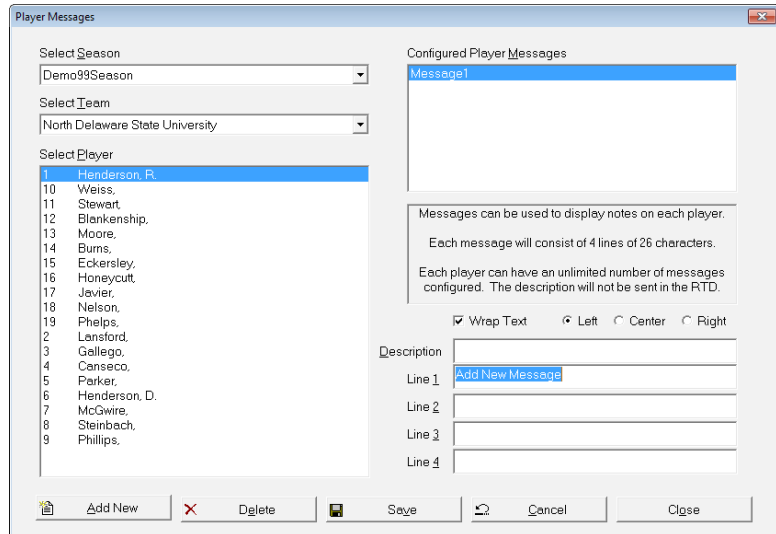 Player Messages
Select Season
Demo99Season
Select Team
North Delaware State University
Select Player
1 Henderson, R.
10 Weiss,
11 Stewart,
12 Blankenship,
13 Moore,
14 Burns,
15 Eckersley,
16 Honeycutt,
17 Javier,
18 Nelson,
19 Phelps,
2 Lansford,
3 Gallego,
4 Canseco,
5 Parker,
6 Henderson, D.
7 McGwire,
8 Steinbach,
9 Phillips,
Configured Player Messages
Message1
Messages can be used to display notes on each player.
Each message will consist of 4 lines of 26 characters.
Each player can have an unlimited number of messages
configured. The description will not be sent in the RTD.
Wrap Text Left Center Right
Description
Line 1 Add New Message
Line 2
Line 3
Line 4
Add New Delete Save Cancel Close